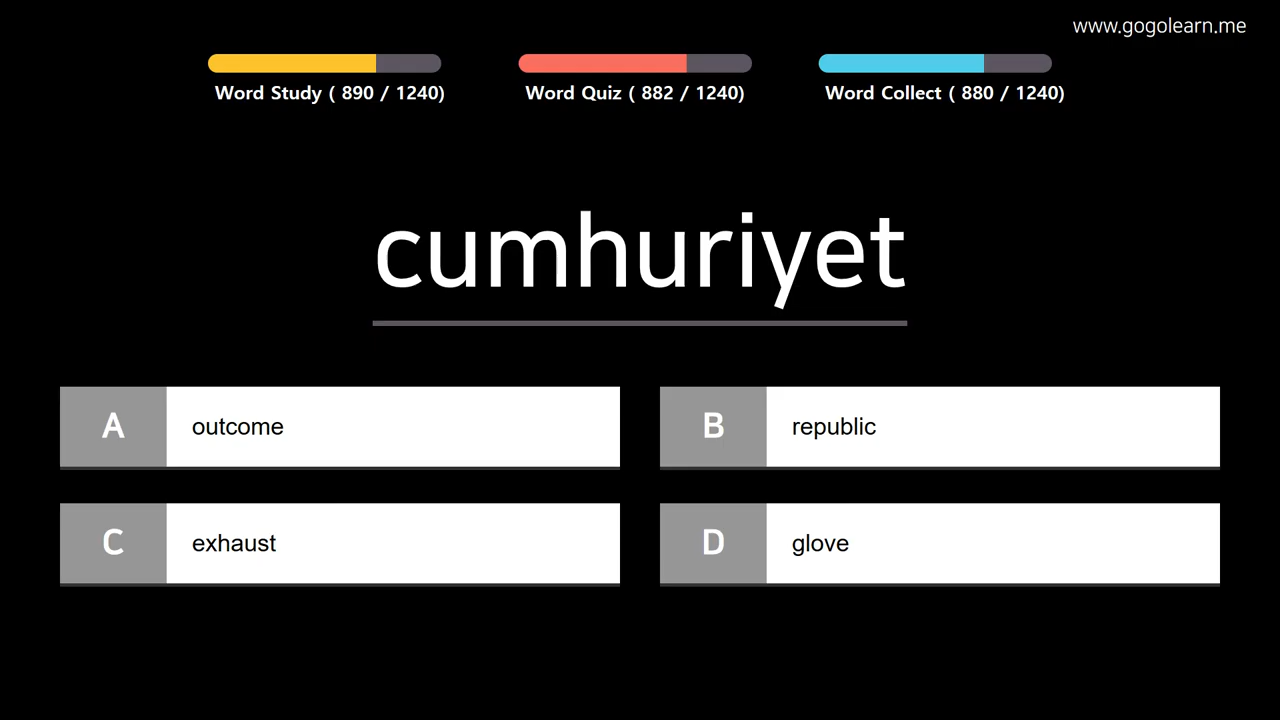 www.gogolearn.me
Word Study ( 890 / 1240)
Word Quiz ( 882 / 1240)
Word Collect ( 880 / 1240)
cumhuriyet
A outcome
B republic
C exhaust
D glove